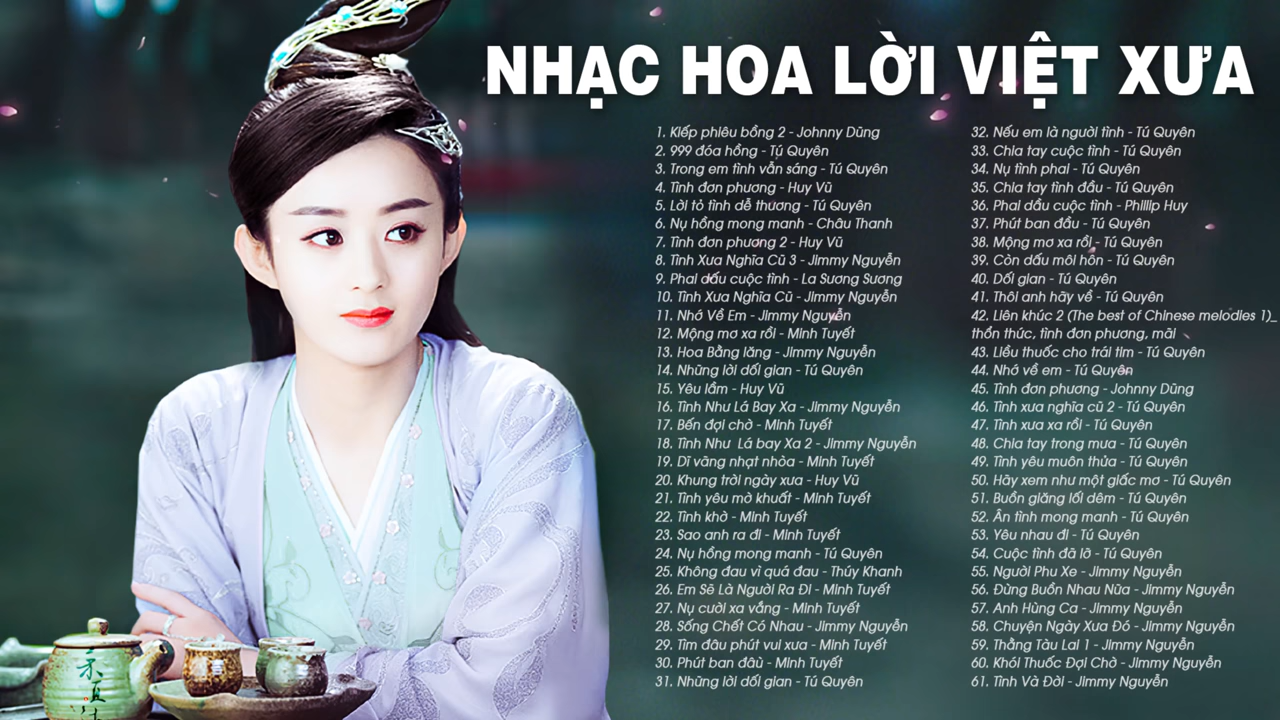 NHẠC HOA LỜI VIỆT XƯA
1. Kiếp phiêu bồng 2 - Johnny Dũng
2. 999 đóa hồng - Tú Quyên
3. Trong em tình vẫn sáng - Tú Quyên
4. Tình đơn phương - Huy Vũ
5. Lời tỏ tình dễ thương - Tú Quyên
6. Nụ hồng mong manh - Châu Thanh
7. Tình đơn phương 2 - Huy Vũ
8. Tình Xưa Nghĩa Cũ 3 - Jimmy Nguyễn
9. Phai dấu cuộc tình - La Sương Sương
10. Tình Xưa Nghĩa Cũ - Jimmy Nguyễn
11. Nhớ Về Em - Jimmy Nguyễn
12. Mộng mơ xa rồi - Minh Tuyết
13. Hoa Bằng lăng - Jimmy Nguyễn
14. Những lời dối gian - Tú Quyên
15. Yêu lầm - Huy Vũ
16. Tình Như Lá Bay Xa - Jimmy Nguyễn
17. Bến đợi chờ - Minh Tuyết
18. Tình Như Lá bay Xa 2 - Jimmy Nguyễn
19. Dĩ vãng nhạt nhòa - Minh Tuyết
20. Khung trời ngày xưa - Huy Vũ
21. Tình yêu mờ khuất - Minh Tuyết
22. Tình khờ - Minh Tuyết
23. Sao anh ra đi - Minh Tuyết
24. Nụ hồng mong manh - Tú Quyên
25. Không đau vì quá đau - Thúy Khanh
26. Em Sẽ Là Người Ra Đi - Minh Tuyết
27. Nụ cười xa vắng - Minh Tuyết
28. Sống Chết Có Nhau - Jimmy Nguyễn
29. Tìm đâu phút vui xưa - Minh Tuyết
30. Phút ban đâù - Minh Tuyết
31. Những lời dối gian - Tú Quyên
32. Nếu em là người tình - Tú Quyên
33. Chia tay cuộc tình - Tú Quyên
34. Nụ tình phai - Tú Quyên
35. Chia tay tình đầu - Tú Quyên
36. Phai dấu cuộc tình - Phillip Huy
37. Phút ban đầu - Tú Quyên
38. Mộng mơ xa rồi - Tú Quyên
39. Còn dấu môi hôn - Tú Quyên
40. Dối gian - Tú Quyên
41. Thôi anh hãy về - Tú Quyên
42. Liên khúc 2 (The best of Chinese melodies 1)_
thổn thức, tình đơn phương, mãi
43. Liều thuốc cho trái tim - Tú Quyên
44. Nhớ về em - Tú Quyên
45. Tình đơn phương - Johnny Dũng
46. Tình xưa nghĩa cũ 2 - Tú Quyên
47. Tình xưa xa rồi - Tú Quyên
48. Chia tay trong mưa - Tú Quyên
49. Tình yêu muôn thửa - Tú Quyên
50. Hãy xem như một giấc mơ - Tú Quyên
51. Buồn giăng lối đêm - Tú Quyên
52. Ân tình mong manh - Tú Quyên
53. Yêu nhau đi - Tú Quyên
54. Cuộc tình đã lỡ - Tú Quyên
55. Người Phu Xe - Jimmy Nguyễn
56. Đừng Buồn Nhau Nữa - Jimmy Nguyễn
57. Anh Hùng Ca - Jimmy Nguyễn
58. Chuyện Ngày Xưa Đó - Jimmy Nguyễn
59. Thằng Tàu Lai 1 - Jimmy Nguyễn
60. Khói Thuốc Đợi Chờ - Jimmy Nguyễn
61. Tình Và Đời - Jimmy Nguyễn